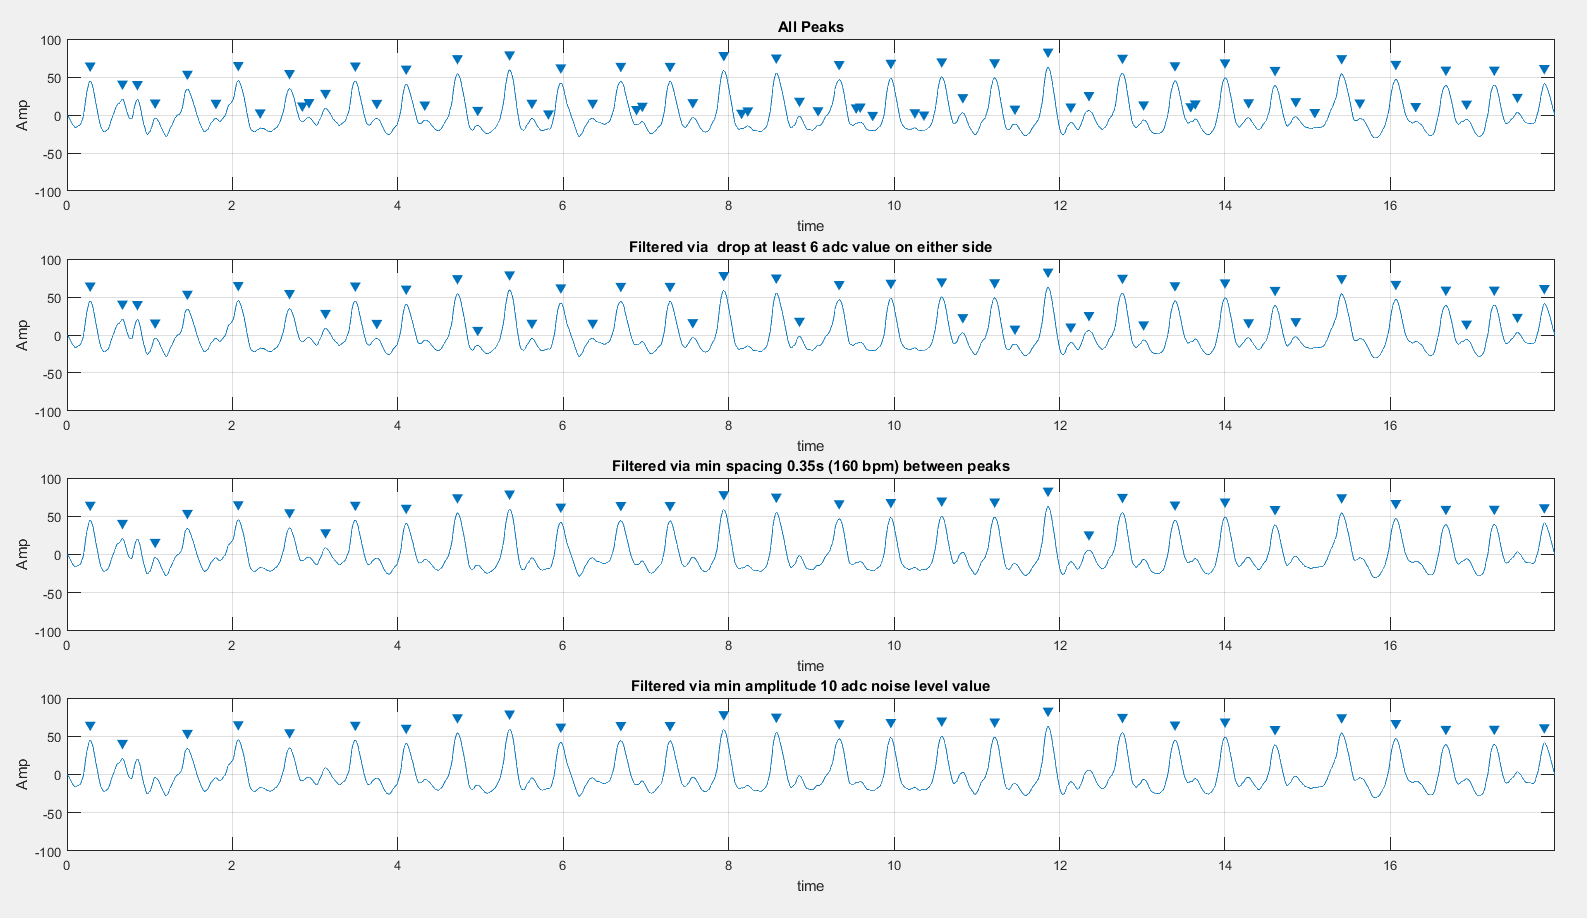 All Peaks
100
50
0
-50
-100
Amp
0 2 4 6 8 10 12 14 16
time
Filtered via  drop at least 6 adc value on either side
100
50
0
-50
-100
Amp
0 2 4 6 8 10 12 14 16
time
Filtered via min spacing 0.35s (160 bpm) between peaks
100
50
0
-50
-100
Amp
0 2 4 6 8 10 12 14 16
time
Filtered via min amplitude 10 adc noise level value
100
50
0
-50
-100
Amp
0 2 4 6 8 10 12 14 16
time